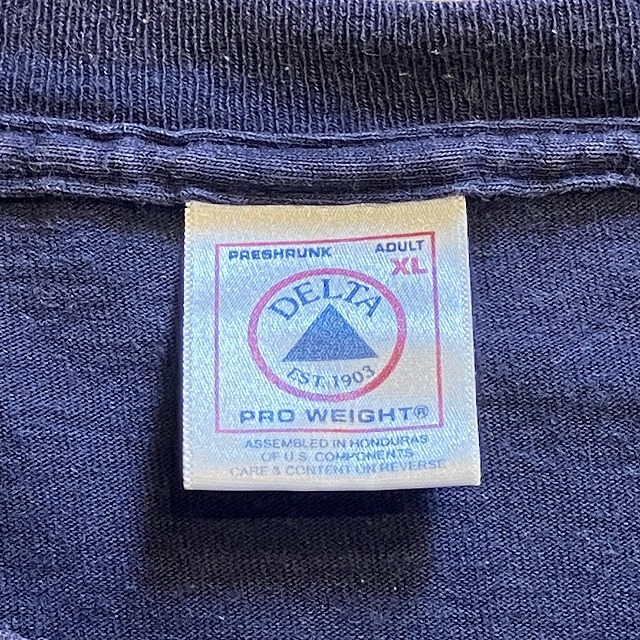 PRESHRUNK ADULT
XL
DELTA
EST. 1903
PRO WEIGHT®
ASSEMBLED IN HONDURAS
OF U.S. COMPONENTS
CARE & CONTENT ON REVERSE